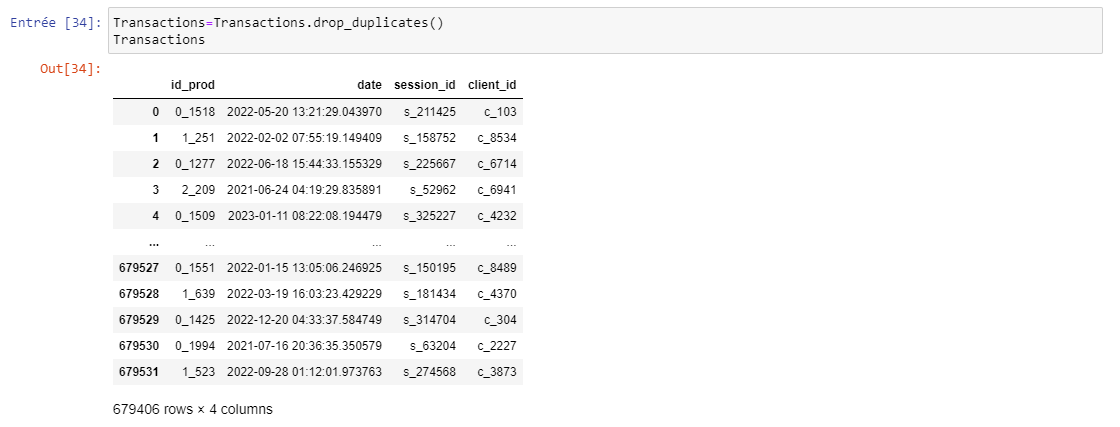 Entrée [34]: Transactions=Transactions.drop_duplicates()
Transactions
Out[34]:
id_prod date session_id client_id
0 0_1518 2022-05-20 13:21:29.043970 s_211425 c_103
1 1_251 2022-02-02 07:55:19.149409 s_158752 c_8534
2 0_1277 2022-06-18 15:44:33.155329 s_225667 c_6714
3 2_209 2021-06-24 04:19:29.835891 s_52962 c_6941
4 0_1509 2023-01-11 08:22:08.194479 s_325227 c_4232
... ... ... ... ...
679527 0_1551 2022-01-15 13:05:06.246925 s_150195 c_8489
679528 1_639 2022-03-19 16:03:23.429229 s_181434 c_4370
679529 0_1425 2022-12-20 04:33:37.584749 s_314704 c_304
679530 0_1994 2021-07-16 20:36:35.350579 s_63204 c_2227
679531 1_523 2022-09-28 01:12:01.973763 s_274568 c_3873
679406 rows × 4 columns